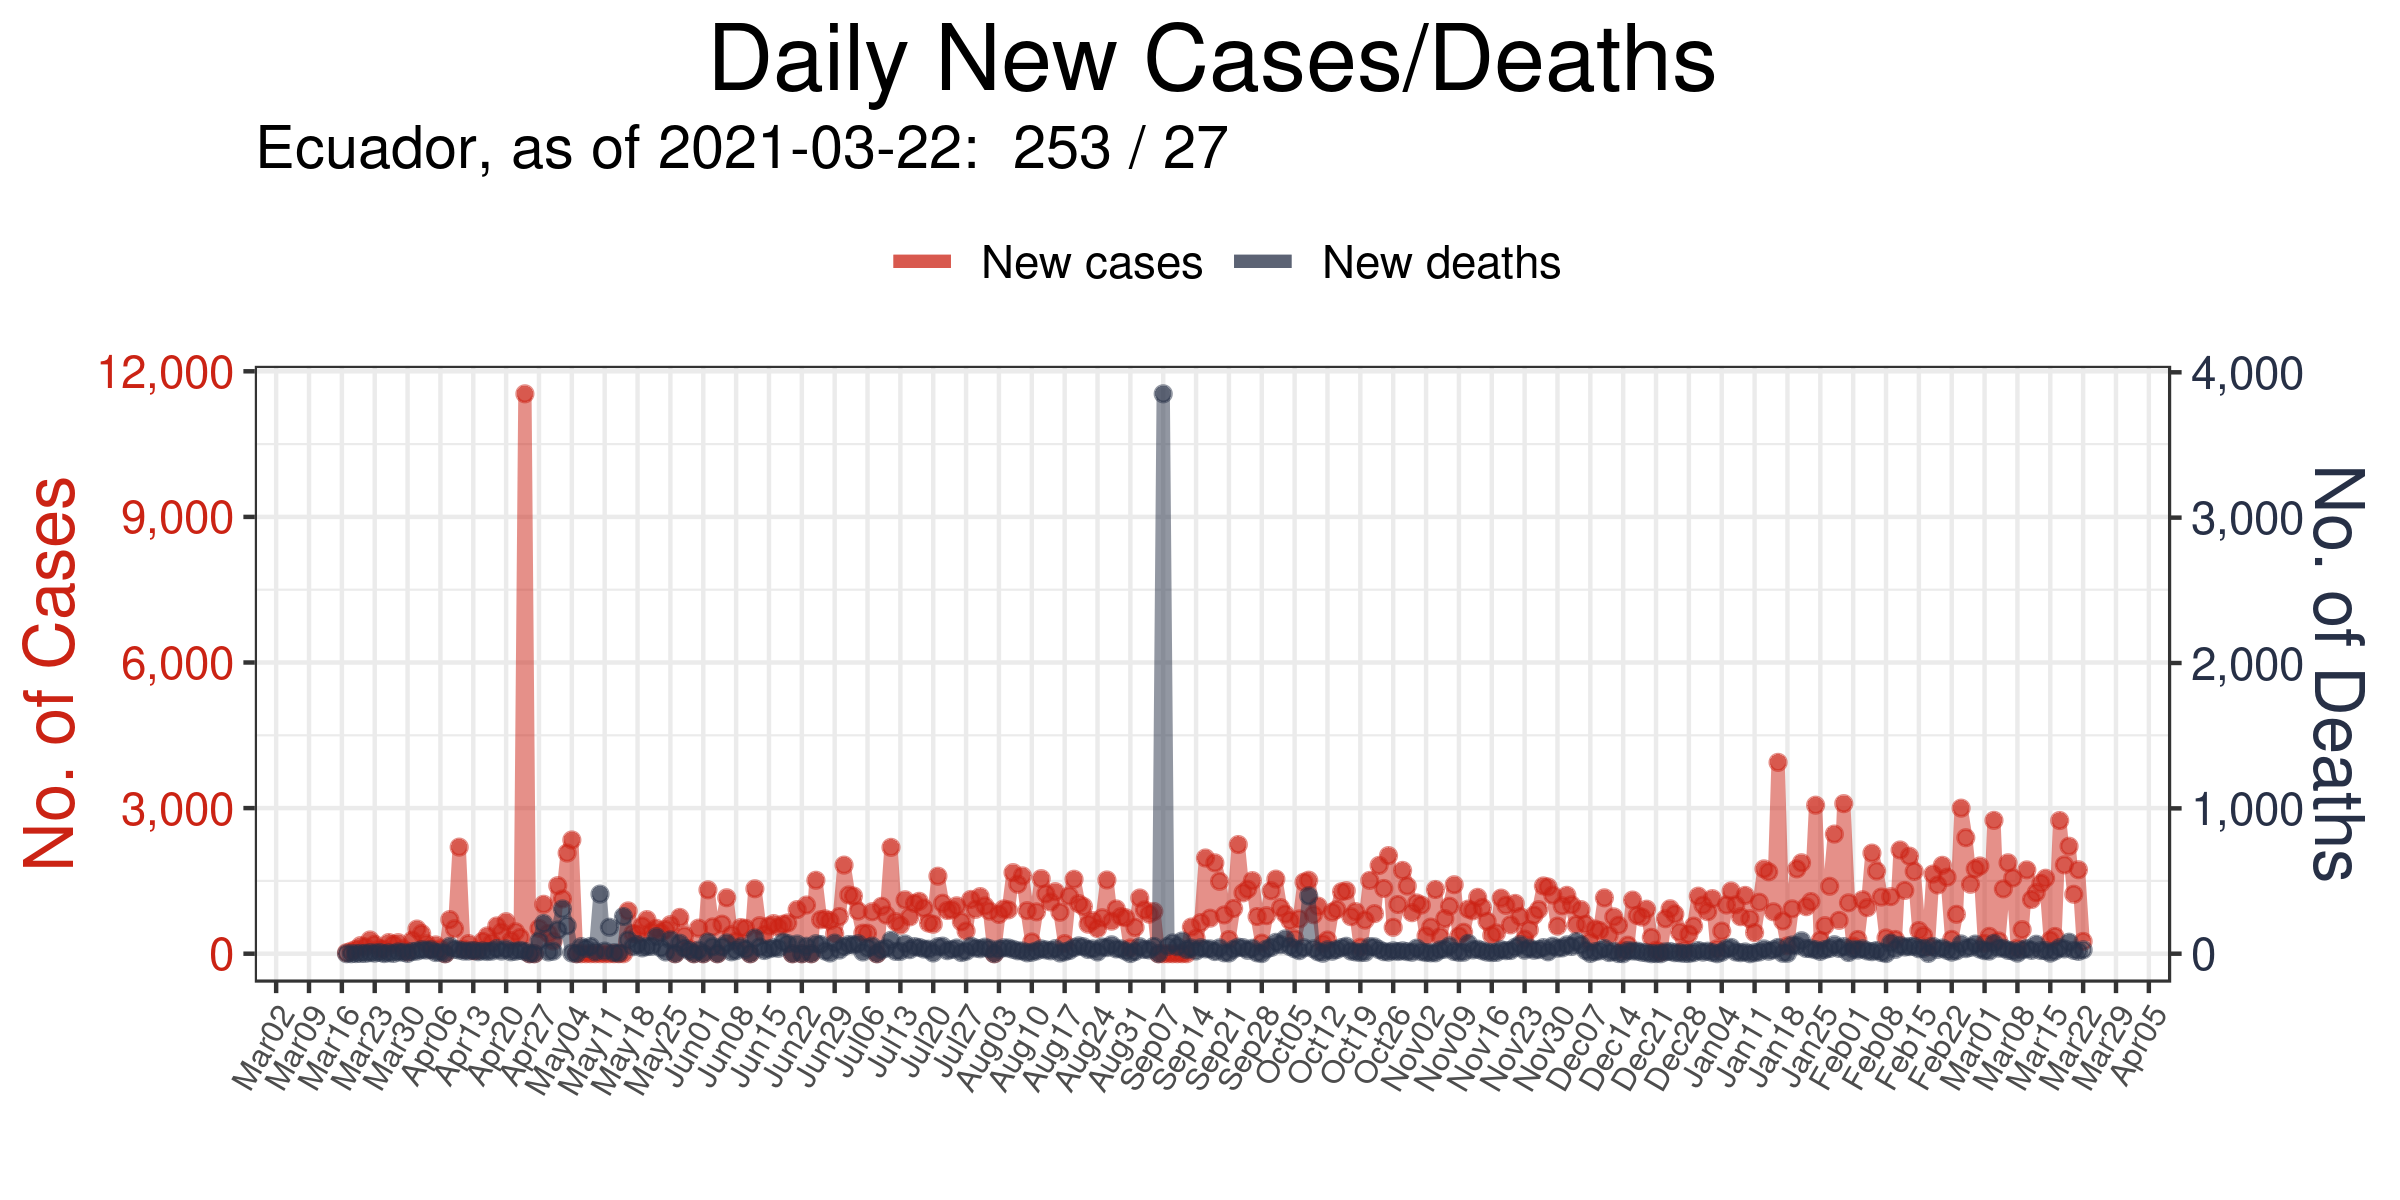 Daily New Cases/Deaths
Ecuador, as of 2021-03-22:  253 / 27
New cases
New deaths
No. of Cases
12,000
9,000
6,000
3,000
0
4,000
3,000
2,000
1,000
0
No. of Deaths
Mar02
Mar09
Mar16
Mar23
Mar30
Apr06
Apr13
Apr20
Apr27
May04
May11
May18
May25
Jun01
Jun08
Jun15
Jun22
Jun29
Jul06
Jul13
Jul20
Jul27
Aug03
Aug10
Aug17
Aug24
Aug31
Sep07
Sep14
Sep21
Sep28
Oct05
Oct12
Oct19
Oct26
Nov02
Nov09
Nov16
Nov23
Nov30
Dec07
Dec14
Dec21
Dec28
Jan04
Jan11
Jan18
Jan25
Feb01
Feb08
Feb15
Feb22
Mar01
Mar08
Mar15
Mar22
Mar29
Apr05